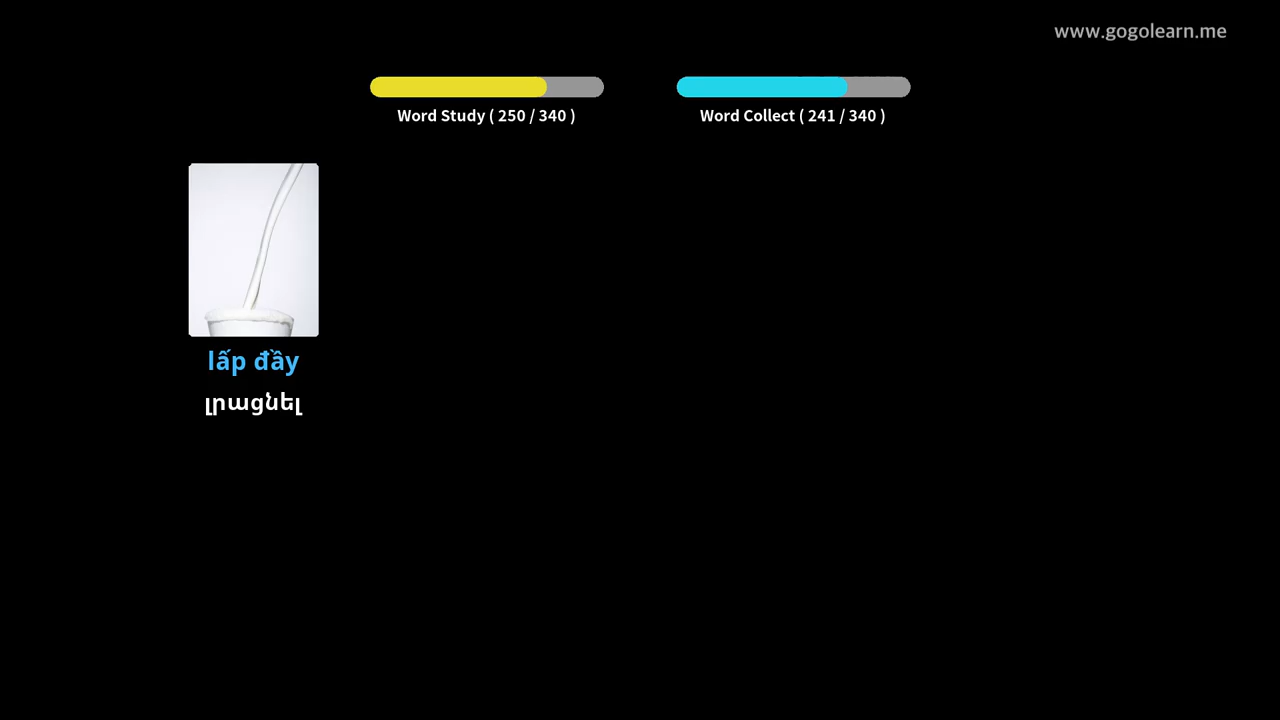 www.gogolearn.me
Word Study ( 250 / 340 )
Word Collect ( 241 / 340 )
lấp đầy
լրացնել